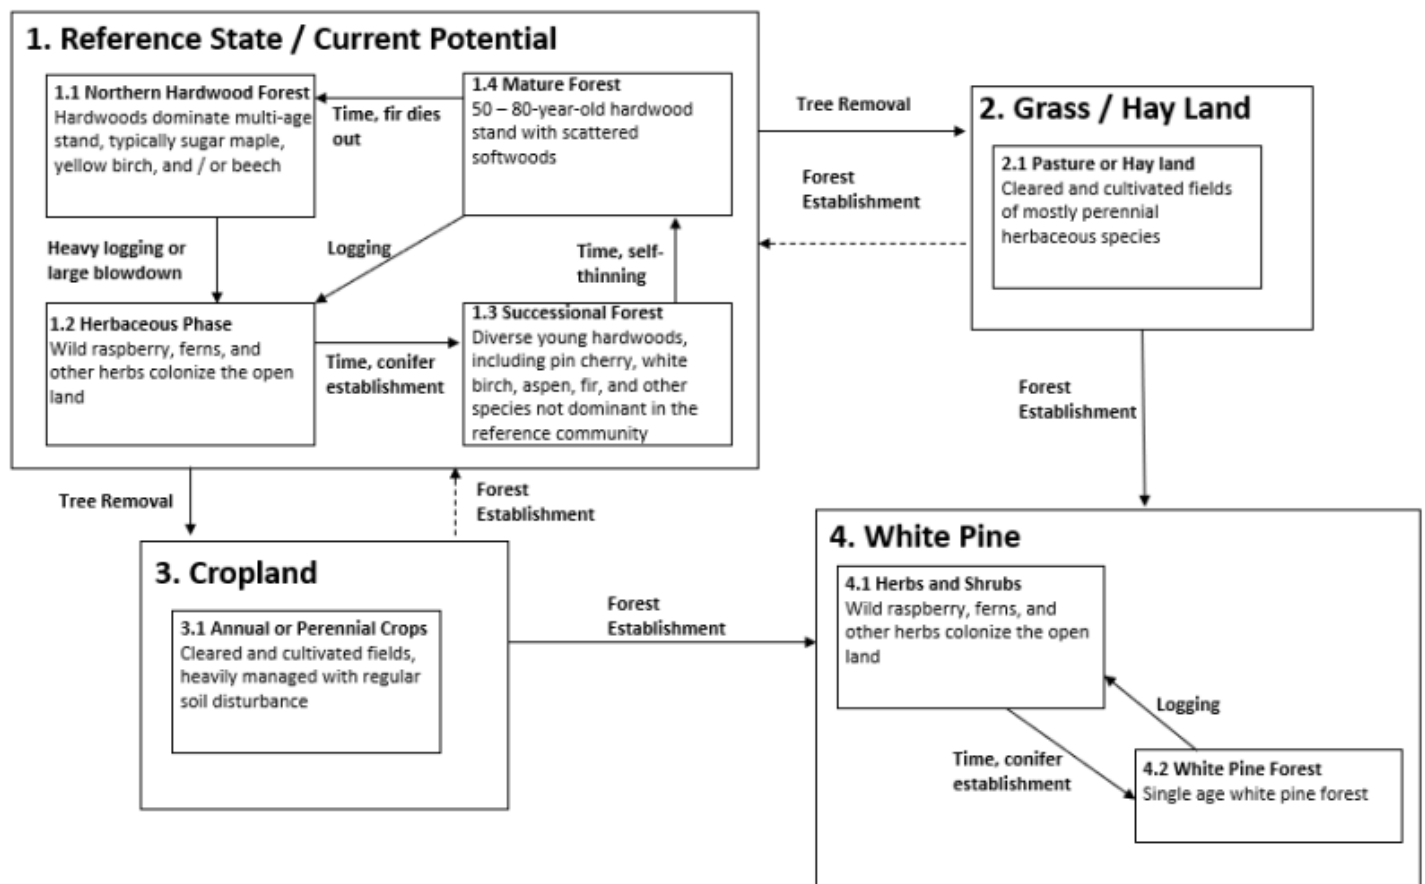 1. Reference State / Current Potential
1.1 Northern Hardwood Forest
Hardwoods dominate multi-age
stand, typically sugar maple,
yellow birch, and / or beech
Time, fir dies
out
1.4 Mature Forest
50 – 80-year-old hardwood
stand with scattered
softwoods
Heavy logging or
large blowdown
Logging
Time, self-
thinning
1.2 Herbaceous Phase
Wild raspberry, ferns, and
other herbs colonize the open
land
Time, conifer
establishment
1.3 Successional Forest
Diverse young hardwoods,
including pin cherry, white
birch, aspen, fir, and other
species not dominant in the
reference community
Tree Removal
Forest
Establishment
2. Grass / Hay Land
2.1 Pasture or Hay land
Cleared and cultivated fields
of mostly perennial
herbaceous species
Forest
Establishment
Tree Removal
Forest
Establishment
3. Cropland
3.1 Annual or Perennial Crops
Cleared and cultivated fields,
heavily managed with regular
soil disturbance
Forest
Establishment
4. White Pine
4.1 Herbs and Shrubs
Wild raspberry, ferns, and
other herbs colonize the open
land
Logging
Time, conifer
establishment
4.2 White Pine Forest
Single age white pine forest